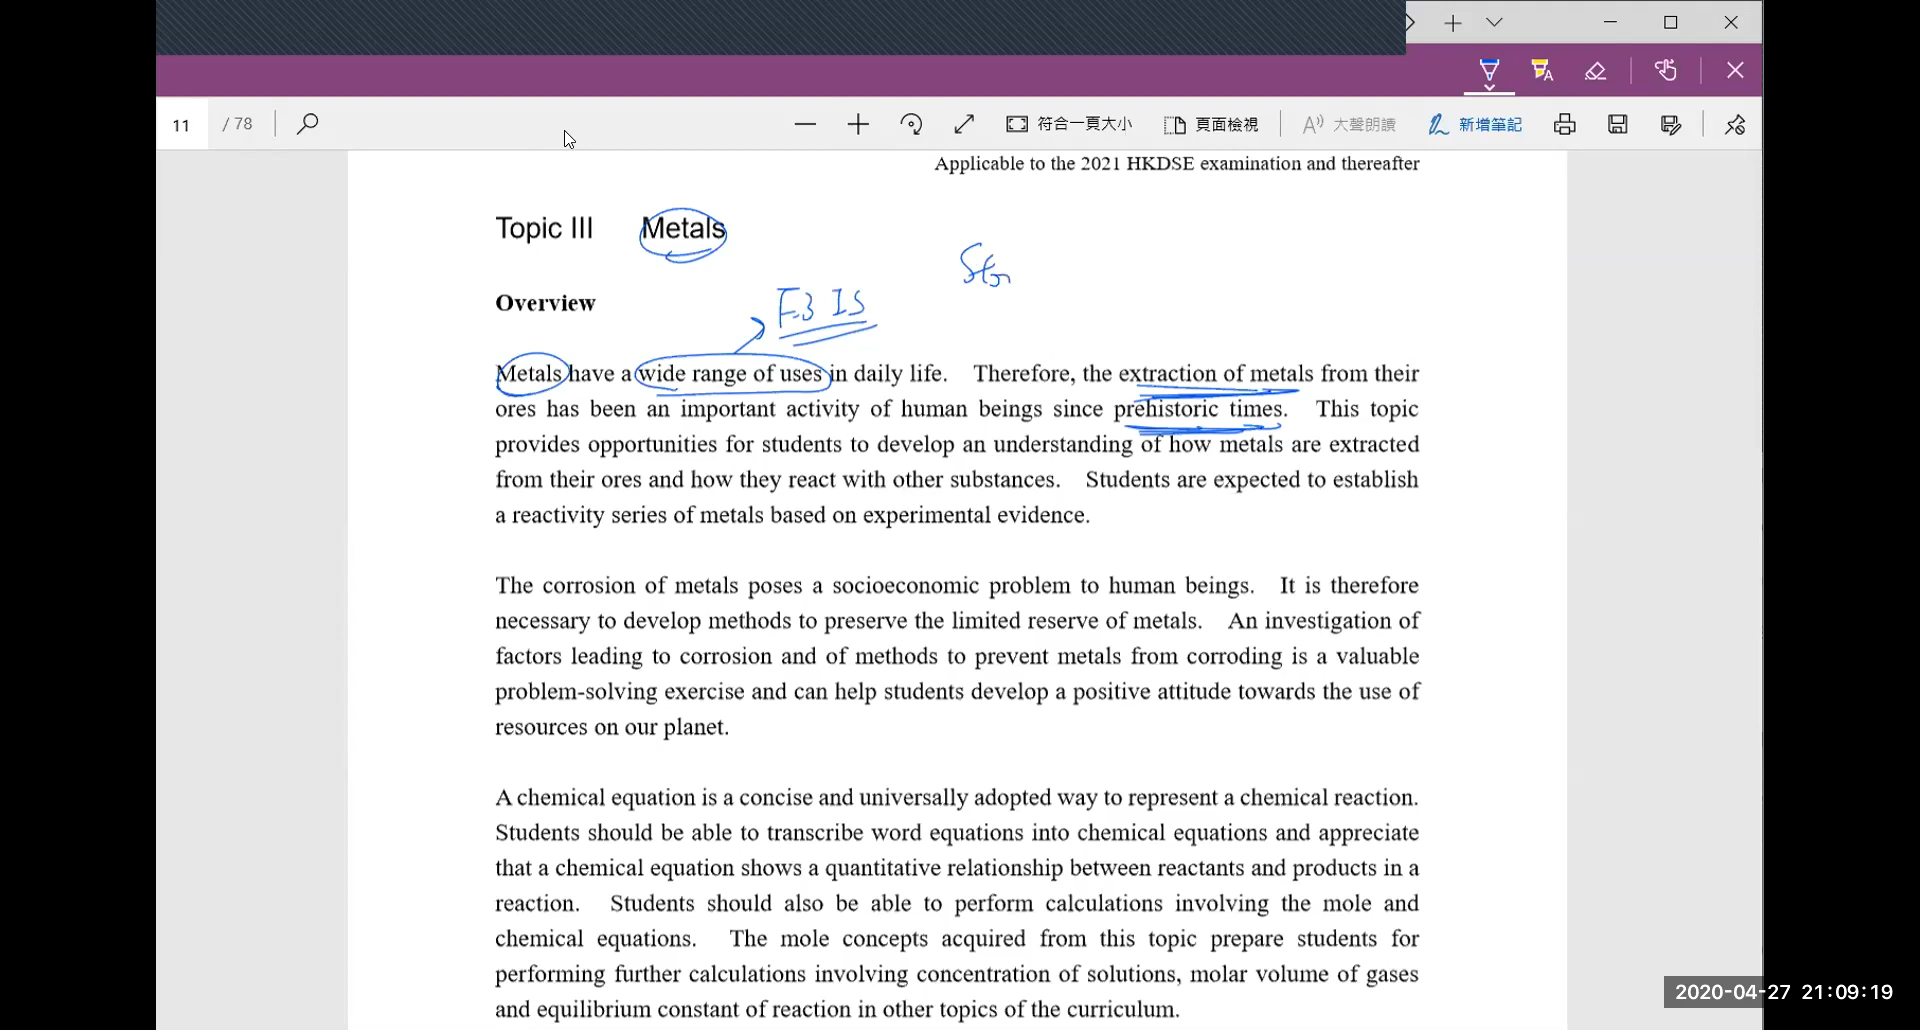 11 / 78 符合一頁大小 頁面檢視 大聲朗讀 新增筆記
Applicable to the 2021 HKDSE examination and thereafter
Topic III Metals
Overview
F.3 IS
Metals have a wide range of uses in daily life. Therefore, the extraction of metals from their
ores has been an important activity of human beings since prehistoric times. This topic
provides opportunities for students to develop an understanding of how metals are extracted
from their ores and how they react with other substances. Students are expected to establish
a reactivity series of metals based on experimental evidence.
The corrosion of metals poses a socioeconomic problem to human beings. It is therefore
necessary to develop methods to preserve the limited reserve of metals. An investigation of
factors leading to corrosion and of methods to prevent metals from corroding is a valuable
problem-solving exercise and can help students develop a positive attitude towards the use of
resources on our planet.
A chemical equation is a concise and universally adopted way to represent a chemical reaction.
Students should be able to transcribe word equations into chemical equations and appreciate
that a chemical equation shows a quantitative relationship between reactants and products in a
reaction. Students should also be able to perform calculations involving the mole and
chemical equations. The mole concepts acquired from this topic prepare students for
performing further calculations involving concentration of solutions, molar volume of gases
and equilibrium constant of reaction in other topics of the curriculum.
2020-04-27 21:09:19